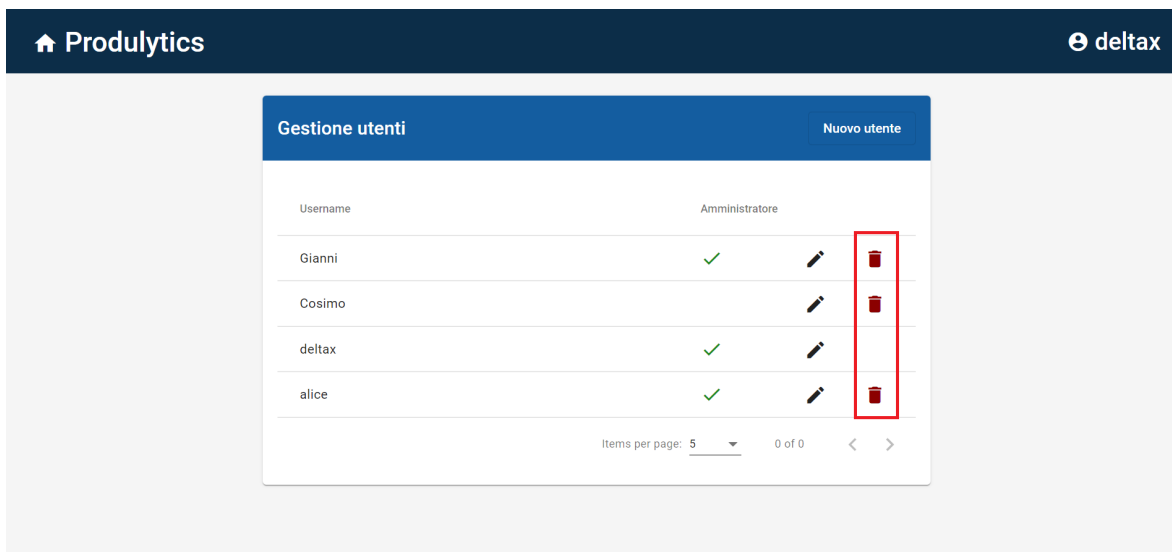 Produlytics deltax
Gestione utenti Nuovo utente
Username Amministratore
Gianni
Cosimo
deltax
alice
Items per page: 5 0 of 0